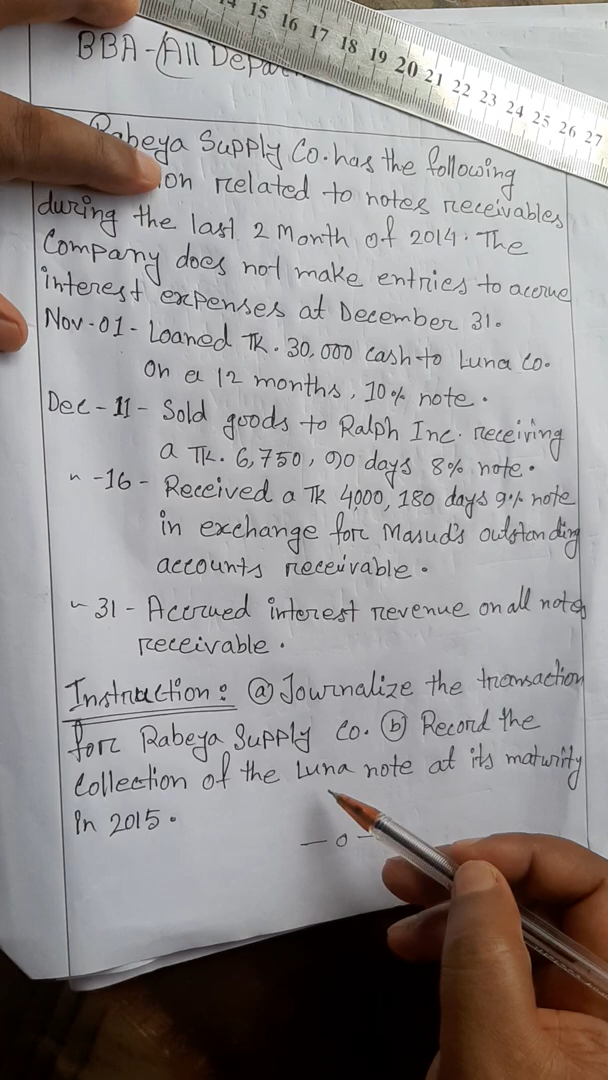 14 15 16 17 18 19 20 21 22 23 24 25 26 27
BBA-(All
Rabeya Supply Co. has the following
related to notes receivables
during the last 2 Month of 2014. The
Company does not make entries to accrue
interest expenses at December 31.
Nov-01- Loaned TK. 30,000 cash to Luna Co.
on a 12 months, 10% note.
Dec-11- Sold goods to Ralph Inc. receiving
a TK. 6,750, 90 days 8% note.
" -16- Received a TK 4000, 180 days 9% note
in exchange for Masud's outstanding
accounts receivable.
" 31 - Accrued interest revenue on all notes
receivable.
Instruction: (a) Journalize the transaction
for Rabeya Supply Co. (b) Record the
Collection of the Luna note at its maturity
in 2015.
— 0 —